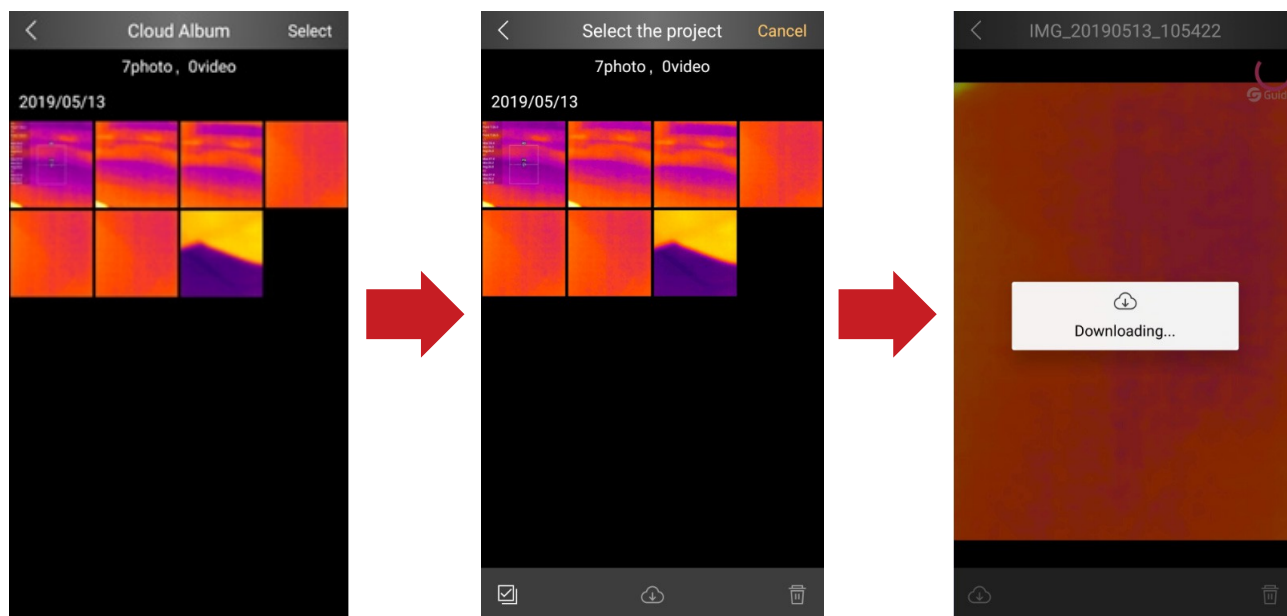 Cloud Album
Select
7photo, 0video
2019/05/13
Select the project
Cancel
7photo, 0video
2019/05/13
IMG_20190513_105422
Downloading...